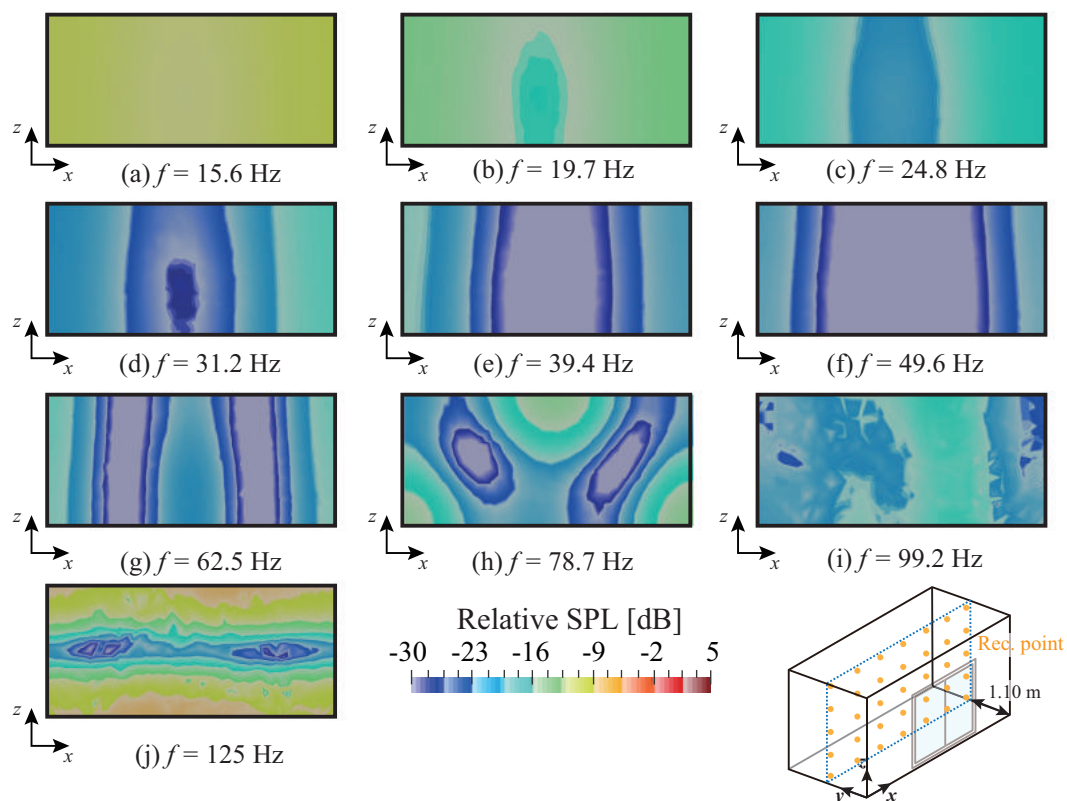 z
x
(a) f = 15.6 Hz
z
x
(b) f = 19.7 Hz
z
x
(c) f = 24.8 Hz
z
x
(d) f = 31.2 Hz
z
x
(e) f = 39.4 Hz
z
x
(f) f = 49.6 Hz
z
x
(g) f = 62.5 Hz
z
x
(h) f = 78.7 Hz
z
x
(i) f = 99.2 Hz
z
x
(j) f = 125 Hz
Relative SPL [dB]
-30 -23 -16 -9 -2 5
Rec. point
1.10 m
z
y
x